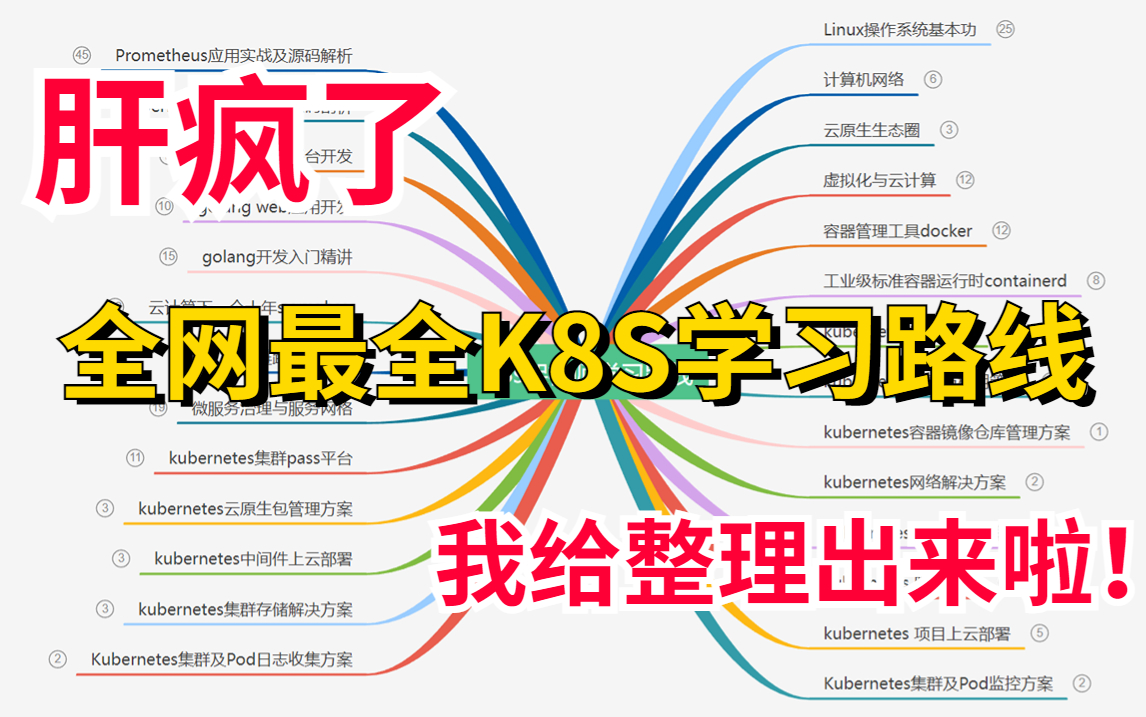 肝疯了
全网最全K8S学习路线
我给整理出来啦！
45 Prometheus应用实战及源码解析
台开发
10 golang web应用开发
15 golang开发入门精讲
19 微服务治理与服务网格
11 kubernetes集群pass平台
3 kubernetes云原生包管理方案
3 kubernetes中间件上云部署
3 kubernetes集群存储解决方案
2 Kubernetes集群及Pod日志收集方案
Linux操作系统基本功 25
计算机网络 6
云原生生态圈 3
虚拟化与云计算 12
容器管理工具docker 12
工业级标准容器运行时containerd 8
kubernetes容器镜像仓库管理方案 1
kubernetes网络解决方案 2
kubernetes 项目上云部署 5
Kubernetes集群及Pod监控方案 2